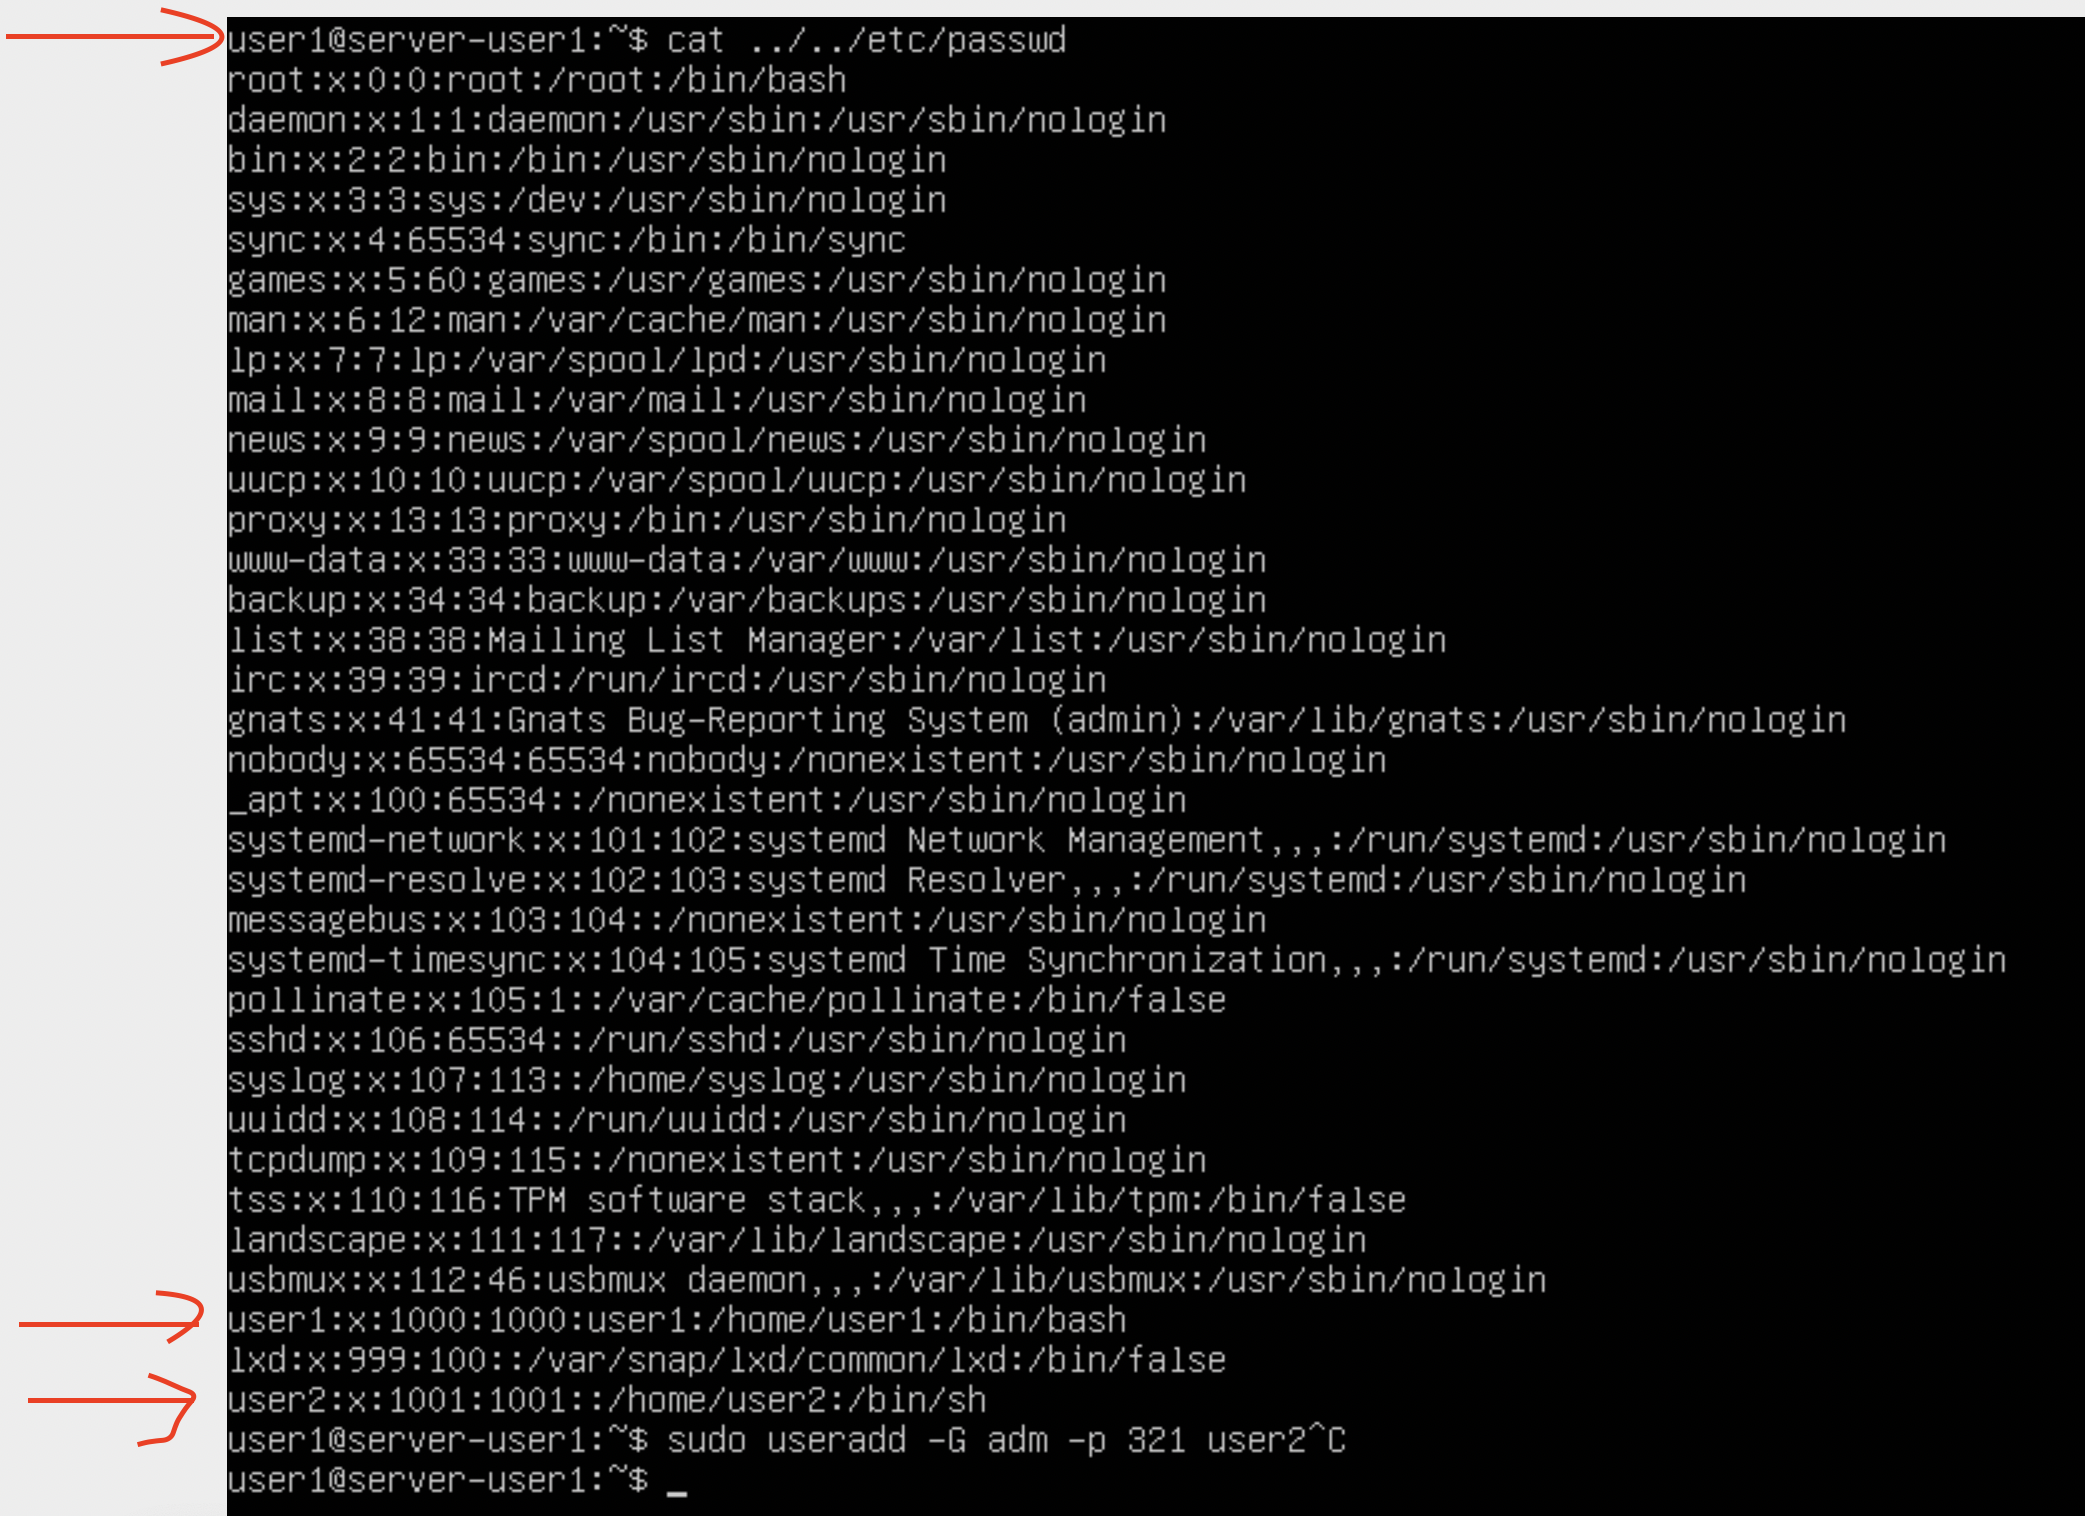 user1@server-user1:~$ cat ../../etc/passwd
root:x:0:0:root:/root:/bin/bash
daemon:x:1:1:daemon:/usr/sbin:/usr/sbin/nologin
bin:x:2:2:bin:/bin:/usr/sbin/nologin
sys:x:3:3:sys:/dev:/usr/sbin/nologin
sync:x:4:65534:sync:/bin:/bin/sync
games:x:5:60:games:/usr/games:/usr/sbin/nologin
man:x:6:12:man:/var/cache/man:/usr/sbin/nologin
lp:x:7:7:lp:/var/spool/lpd:/usr/sbin/nologin
mail:x:8:8:mail:/var/mail:/usr/sbin/nologin
news:x:9:9:news:/var/spool/news:/usr/sbin/nologin
uucp:x:10:10:uucp:/var/spool/uucp:/usr/sbin/nologin
proxy:x:13:13:proxy:/bin:/usr/sbin/nologin
www-data:x:33:33:www-data:/var/www:/usr/sbin/nologin
backup:x:34:34:backup:/var/backups:/usr/sbin/nologin
list:x:38:38:Mailing List Manager:/var/list:/usr/sbin/nologin
irc:x:39:39:ircd:/run/ircd:/usr/sbin/nologin
gnats:x:41:41:Gnats Bug-Reporting System (admin):/var/lib/gnats:/usr/sbin/nologin
nobody:x:65534:65534:nobody:/nonexistent:/usr/sbin/nologin
_apt:x:100:65534::/nonexistent:/usr/sbin/nologin
systemd-network:x:101:102:systemd Network Management,,,:/run/systemd:/usr/sbin/nologin
systemd-resolve:x:102:103:systemd Resolver,,,:/run/systemd:/usr/sbin/nologin
messagebus:x:103:104::/nonexistent:/usr/sbin/nologin
systemd-timesync:x:104:105:systemd Time Synchronization,,,:/run/systemd:/usr/sbin/nologin
pollinate:x:105:1::/var/cache/pollinate:/bin/false
sshd:x:106:65534::/run/sshd:/usr/sbin/nologin
syslog:x:107:113::/home/syslog:/usr/sbin/nologin
uuidd:x:108:114::/run/uuidd:/usr/sbin/nologin
tcpdump:x:109:115::/nonexistent:/usr/sbin/nologin
tss:x:110:116:TPM software stack,,,:/var/lib/tpm:/bin/false
landscape:x:111:117::/var/lib/landscape:/usr/sbin/nologin
usbmux:x:112:46:usbmux daemon,,,:/var/lib/usbmux:/usr/sbin/nologin
user1:x:1000:1000:user1:/home/user1:/bin/bash
lxd:x:999:100::/var/snap/lxd/common/lxd:/bin/false
user2:x:1001:1001::/home/user2:/bin/sh
user1@server-user1:~$ sudo useradd -G adm -p 321 user2^C
user1@server-user1:~$ _